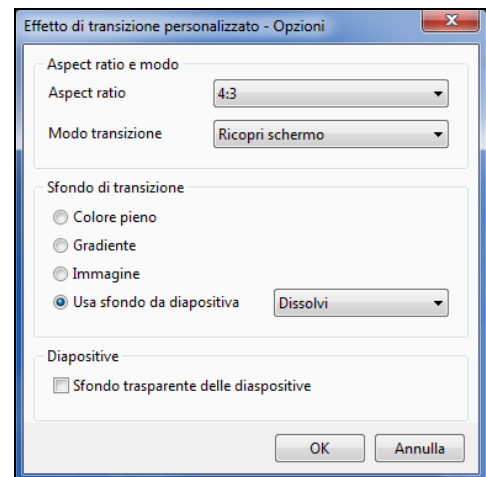 Effetto di transizione personalizzato - Opzioni
Aspect ratio e modo
Aspect ratio 4:3
Modo transizione Ricopri schermo
Sfondo di transizione
Colore pieno
Gradiente
Immagine
Usa sfondo da diapositiva Dissolvi
Diapositive
Sfondo trasparente delle diaspositive
OK Annulla